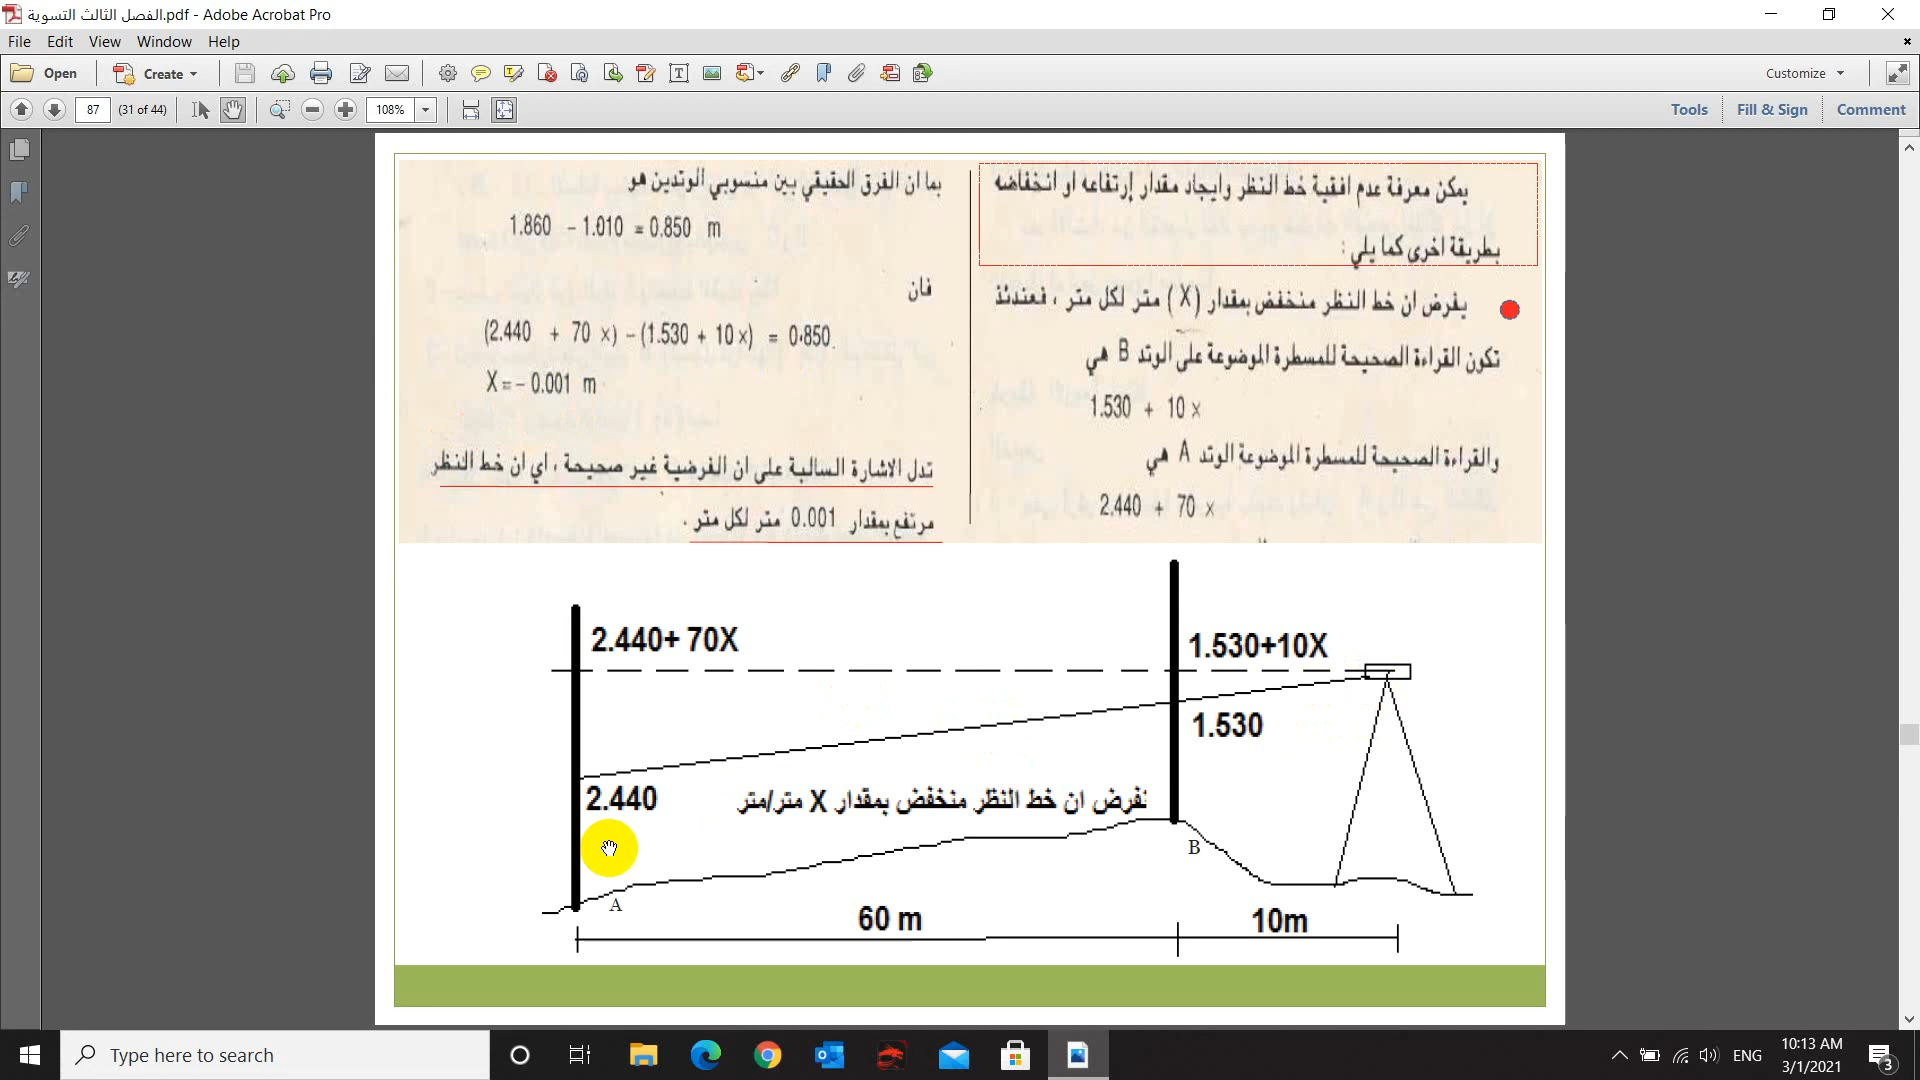 الفصل الثالث التسوية.pdf - Adobe Acrobat Pro
File Edit View Window Help
Open Create Customize
87 (31 of 44) 108% Tools Fill & Sign Comment
يمكن معرفة عدم افقية خط النظر وايجاد مقدار إرتفاعه او انخفاضه
بطريقة اخرى كما يلي :
بفرض ان خط النظر منخفض بمقدار (X) متر لكل متر ، فعندئذ
تكون القراءة الصحيحة للمسطرة الموضوعة على الوتد B هي
1.530 + 10 x
والقراءة الصحيحة للمسطرة الموضوعة الوتد A هي
2.440 + 70 x
بما ان الفرق الحقيقي بين منسوبي الوتدين هو
1.860 - 1.010 = 0.850 m
فان
(2.440 + 70 x) - (1.530 + 10 x) = 0.850
X = - 0.001 m
تدل الاشارة السالبة على ان الفرضية غير صحيحة ، اي ان خط النظر
مرتفع بمقدار 0.001 متر لكل متر .
2.440+ 70X
1.530+10X
1.530
2.440
نفرض ان خط النظر منخفض بمقدار X متر/متر
B
A
60 m
10m
Type here to search
ENG
10:13 AM
3/1/2021
3